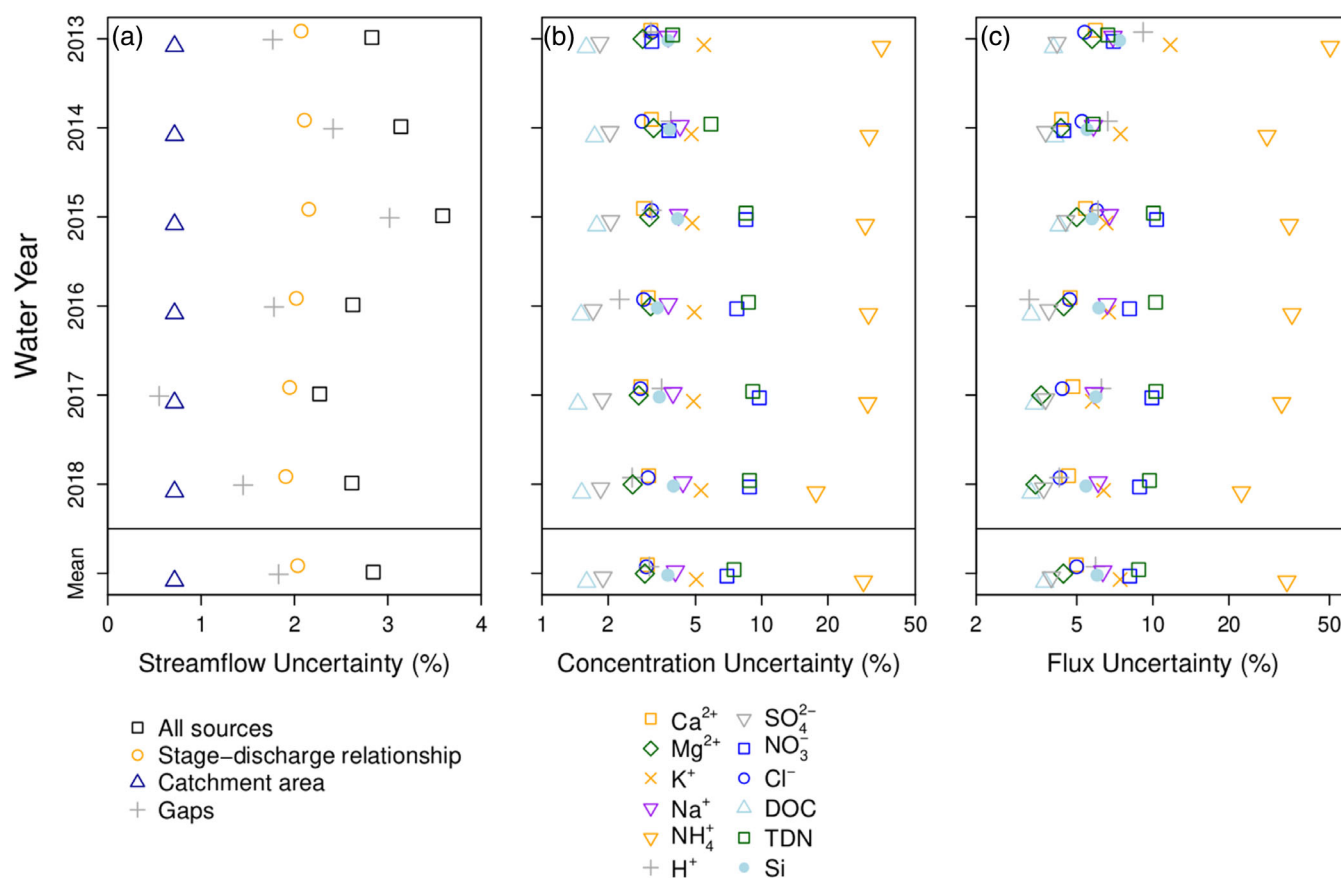 (a)
(b)
(c)
Water Year
2013
2014
2015
2016
2017
2018
Mean
0 1 2 3 4
1 2 5 10 20 50
2 5 10 20 50
Streamflow Uncertainty (%)
Concentration Uncertainty (%)
Flux Uncertainty (%)
All sources
Stage−discharge relationship
Catchment area
Gaps
Ca²⁺
Mg²⁺
K⁺
Na⁺
NH₄⁺
H⁺
SO₄²⁻
NO₃⁻
Cl⁻
DOC
TDN
Si